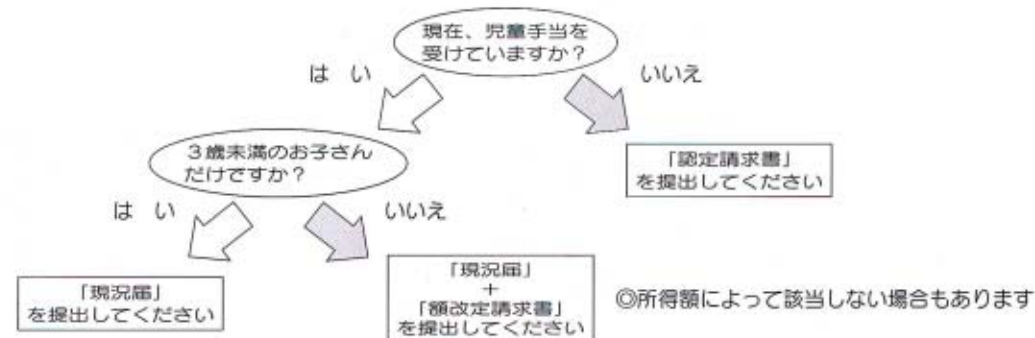 現在、児童手当を
受けていますか？
は い
いいえ
３歳未満のお子さん
だけですか？
「認定請求書」
を提出してください
は い
いいえ
「現況届」
を提出してください
「現況届」
＋
「額改定請求書」
を提出してください
◎所得額によって該当しない場合もあります